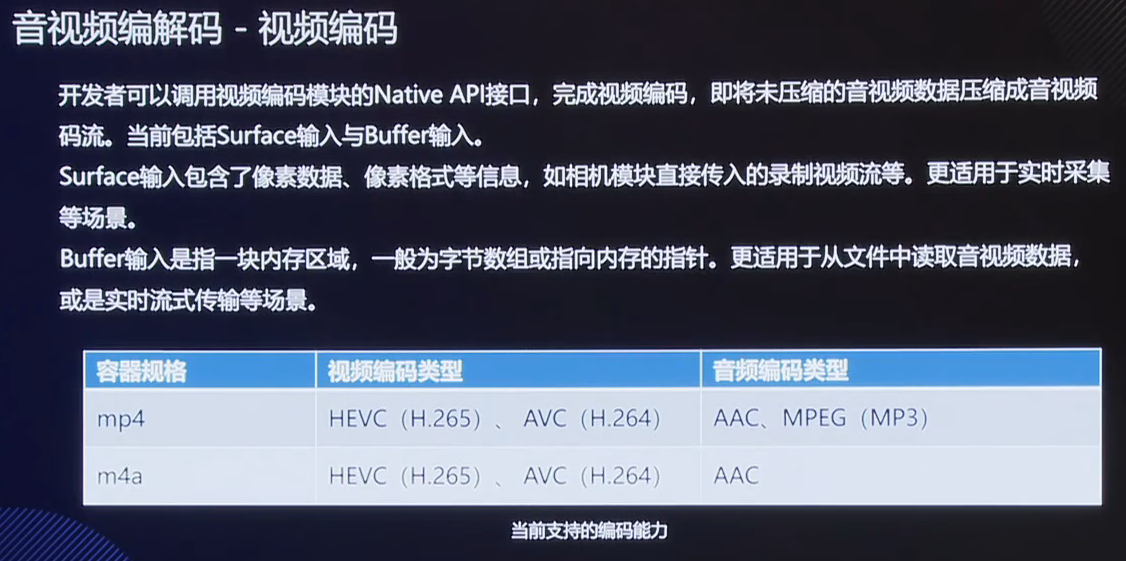 音视频编解码 - 视频编码
开发者可以调用视频编码模块的Native API接口，完成视频编码，即将未压缩的音视频数据压缩成音视频
码流。当前包括Surface输入与Buffer输入。
Surface输入包含了像素数据、像素格式等信息，如相机模块直接传入的录制视频流等。更适用于实时采集
等场景。
Buffer输入是指一块内存区域，一般为字节数组或指向内存的指针。更适用于从文件中读取音视频数据，
或是实时流式传输等场景。
容器规格 视频编码类型 音频编码类型
mp4 HEVC（H.265）、 AVC（H.264） AAC、MPEG（MP3）
m4a HEVC（H.265）、 AVC（H.264） AAC
当前支持的编码能力